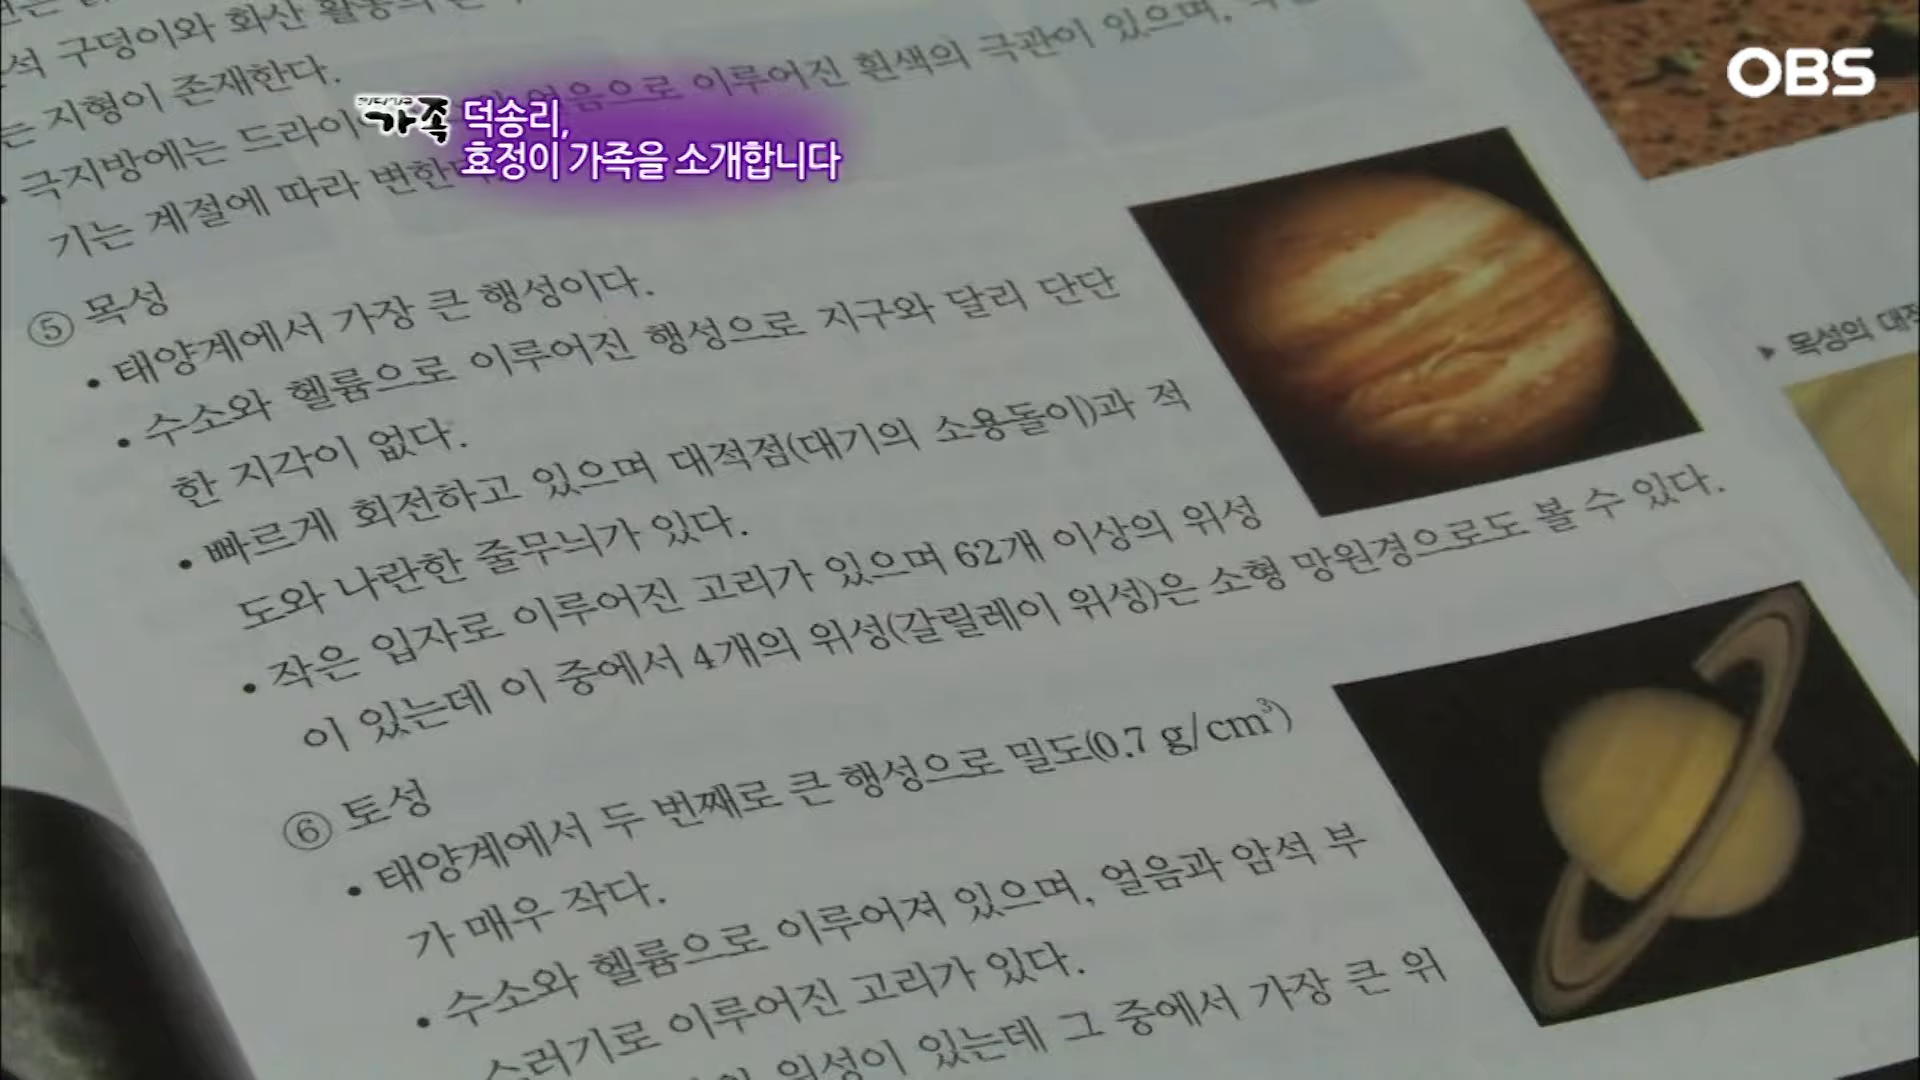 석 구덩이와 화산 활동의
는 지형이 존재한다.
• 극지방에는 드라이 얼음으로 이루어진 흰색의 극관이 있으며,
기는 계절에 따라 변한다
가족 덕송리,
효정이 가족을 소개합니다
OBS
⑤ 목성
• 태양계에서 가장 큰 행성이다.
• 수소와 헬륨으로 이루어진 행성으로 지구와 달리 단단
한 지각이 없다.
• 빠르게 회전하고 있으며 대적점(대기의 소용돌이)과 적
도와 나란한 줄무늬가 있다.
• 작은 입자로 이루어진 고리가 있으며 62개 이상의 위성
이 있는데 이 중에서 4개의 위성(갈릴레이 위성)은 소형 망원경으로도 볼 수 있다.
▶ 목성의 대적
⑥ 토성
• 태양계에서 두 번째로 큰 행성으로 밀도(0.7 g/cm³)
가 매우 작다.
• 수소와 헬륨으로 이루어져 있으며, 얼음과 암석 부
스러기로 이루어진 고리가 있다.
위성이 있는데 그 중에서 가장 큰 위